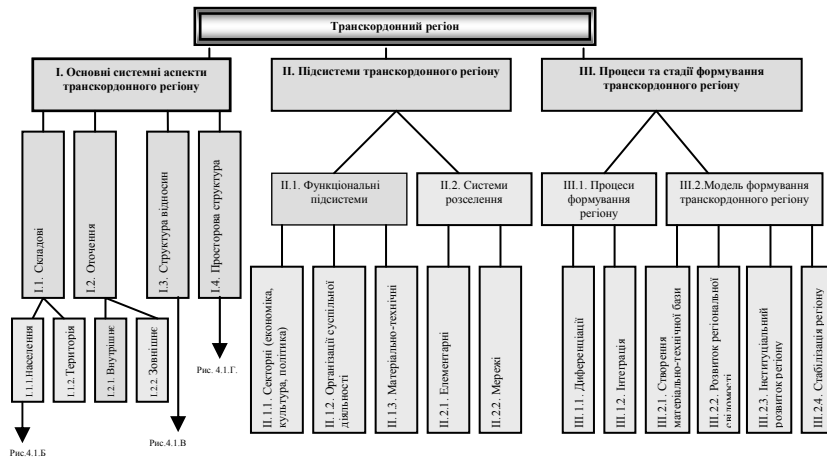 Транскордонний регіон
I. Основні системні аспекти
транскордонного регіону
II. Підсистеми транскордонного регіону
III. Процеси та стадії формування
транскордонного регіону
I.1. Складові
I.2. Оточення
I.3. Структура відносин
I.4. Просторова структура
II.1. Функціональні
підсистеми
II.2. Системи
розселення
III.1. Процеси
формування
регіону
III.2.Модель формування
транскордонного регіону
I.1.1.Населення
I.1.2. Територія
I.2.1. Внутрішнє
I.2.2. Зовнішнє
II.1.1. Секторні (економіка,
культура, політика)
II.1.2. Організації суспільної
діяльності
II.1.3. Матеріально-технічні
II.2.1. Елементарні
II.2.2. Мережі
III.1.1. Диференціації
III.1.2. Інтеграція
III.2.1. Створення
матеріально-технічної бази
III.2.2. Розвиток регіональної
свідомості
III.2.3. Інституціальний
розвиток регіону
III.2.4. Стабілізація регіону
Рис.4.1.Б
Рис.4.1.В
Рис. 4.1.Г.